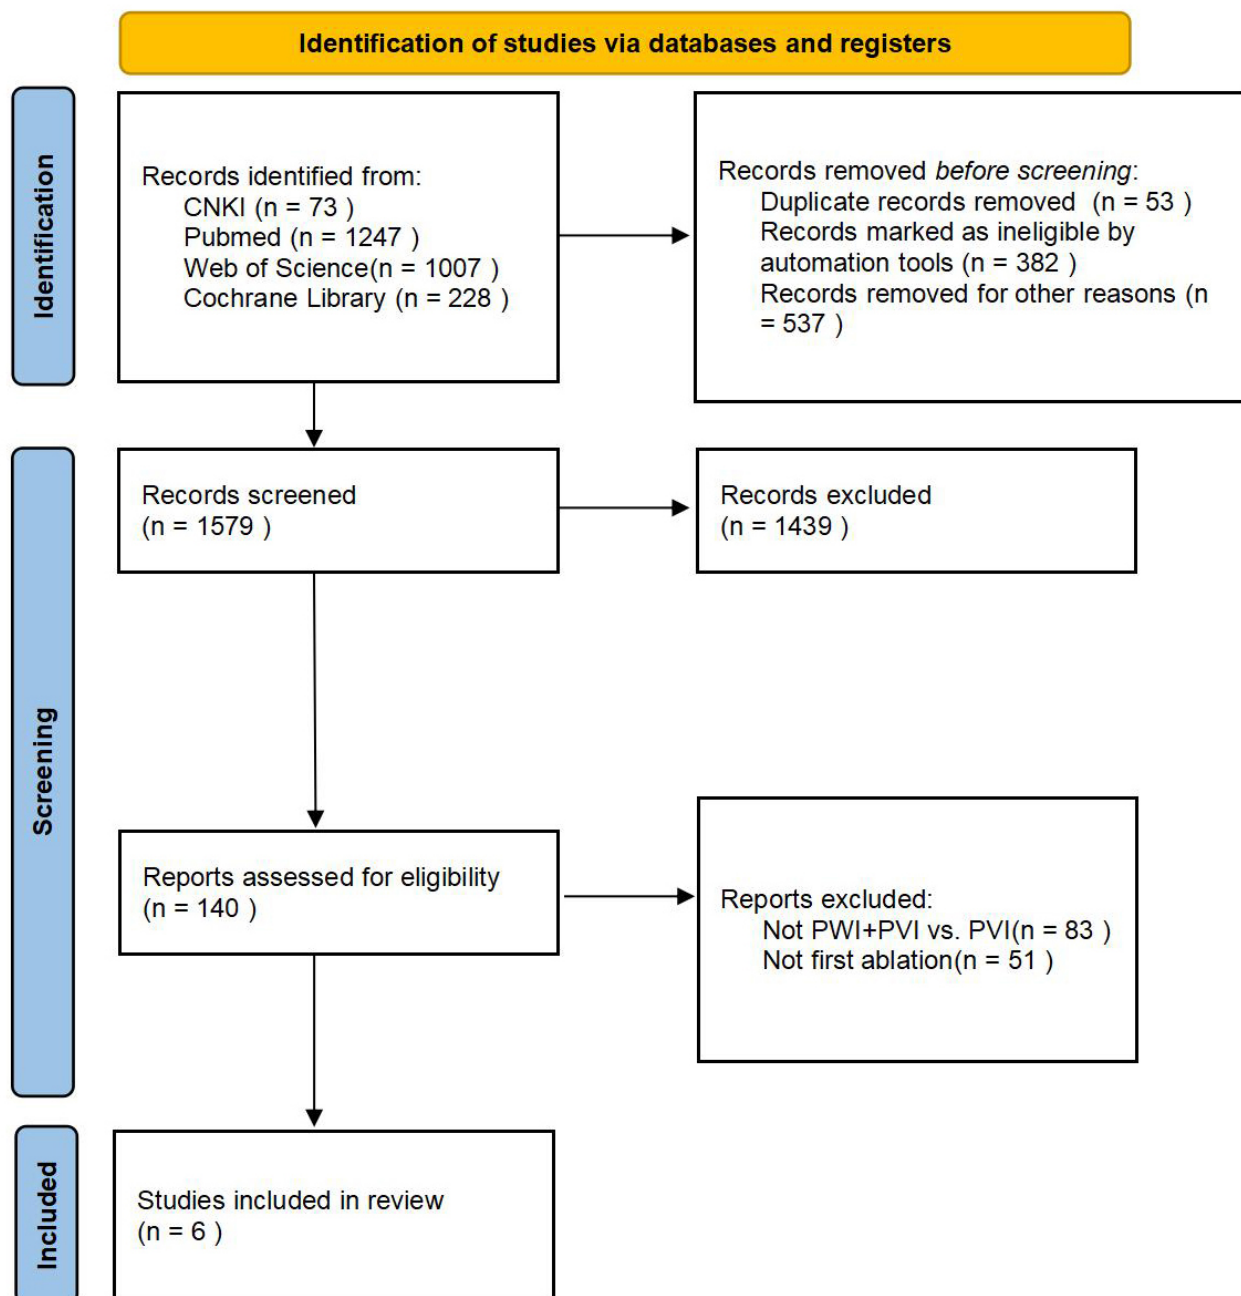 Identification of studies via databases and registers
Identification
Records identified from:
CNKI (n = 73 )
Pubmed (n = 1247 )
Web of Science(n = 1007 )
Cochrane Library (n = 228 )
Records removed before screening:
Duplicate records removed (n = 53 )
Records marked as ineligible by
automation tools (n = 382 )
Records removed for other reasons (n
= 537 )
Screening
Records screened
(n = 1579 )
Records excluded
(n = 1439 )
Reports assessed for eligibility
(n = 140 )
Reports excluded:
Not PWI+PVI vs. PVI(n = 83 )
Not first ablation(n = 51 )
Included
Studies included in review
(n = 6 )